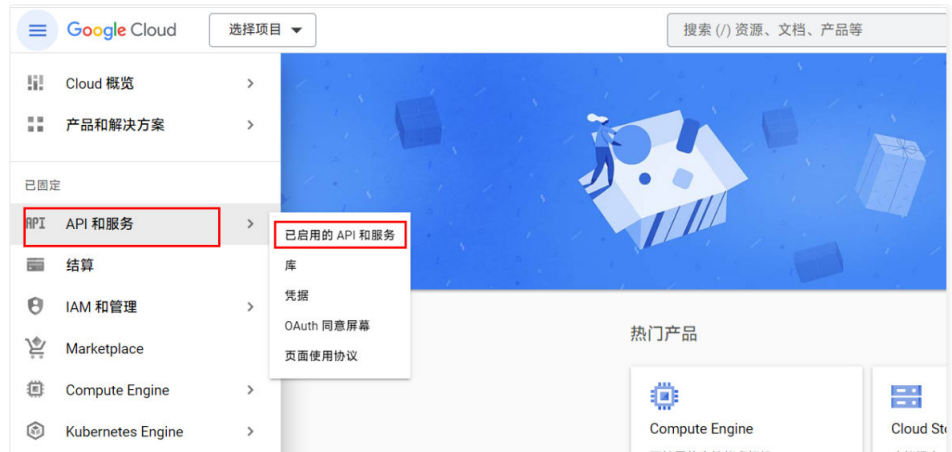 Google Cloud
选择项目
搜索 (/) 资源、文档、产品等
Cloud 概览
产品和解决方案
已固定
API
API 和服务
已启用的 API 和服务
库
凭据
OAuth 同意屏幕
页面使用协议
结算
IAM 和管理
Marketplace
Compute Engine
Kubernetes Engine
热门产品
Compute Engine
Cloud Sto